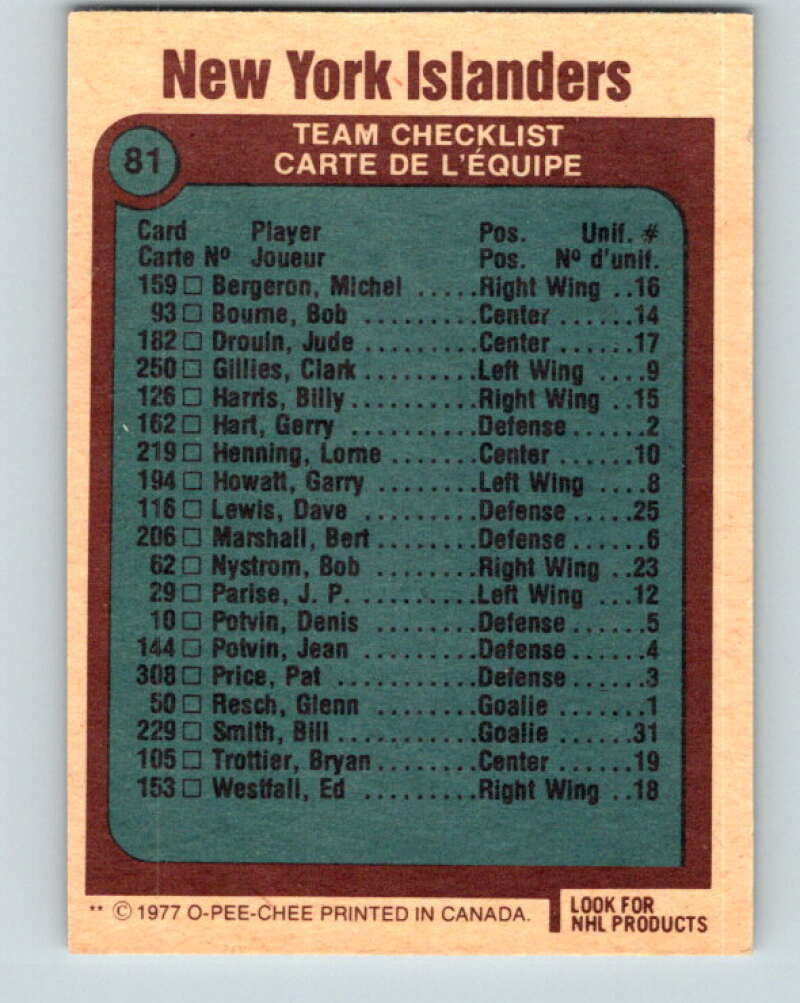 New York Islanders
81
TEAM CHECKLIST
CARTE DE L'ÉQUIPE
Card Player Pos. Unif. #
Carte Nº Joueur Pos. Nº d'unif.
159 □ Bergeron, Michel .....Right Wing ..16
93 □ Bourne, Bob ..........Center .......14
182 □ Drouin, Jude ..........Center ......17
250 □ Gillies, Clark ..........Left Wing ....9
126 □ Harris, Billy...........Right Wing ..15
162 □ Hart, Gerry ...........Defense......2
219 □ Henning, Lorne .......Center ......10
194 □ Howatt, Garry ........Left Wing ....8
116 □ Lewis, Dave ..........Defense.....25
206 □ Marshall, Bert.........Defense......6
62 □ Nystrom, Bob ........Right Wing ..23
29 □ Parise, J. P. ..........Left Wing ...12
10 □ Potvin, Denis ........Defense......5
144 □ Potvin, Jean .........Defense......4
308 □ Price, Pat ............Defense......3
50 □ Resch, Glenn ........Goalie .......1
229 □ Smith, Bill ...........Goalie ......31
105 □ Trottier, Bryan........Center ......19
153 □ Westfall, Ed .........Right Wing ..18
** © 1977 O-PEE-CHEE PRINTED IN CANADA.
LOOK FOR
NHL PRODUCTS